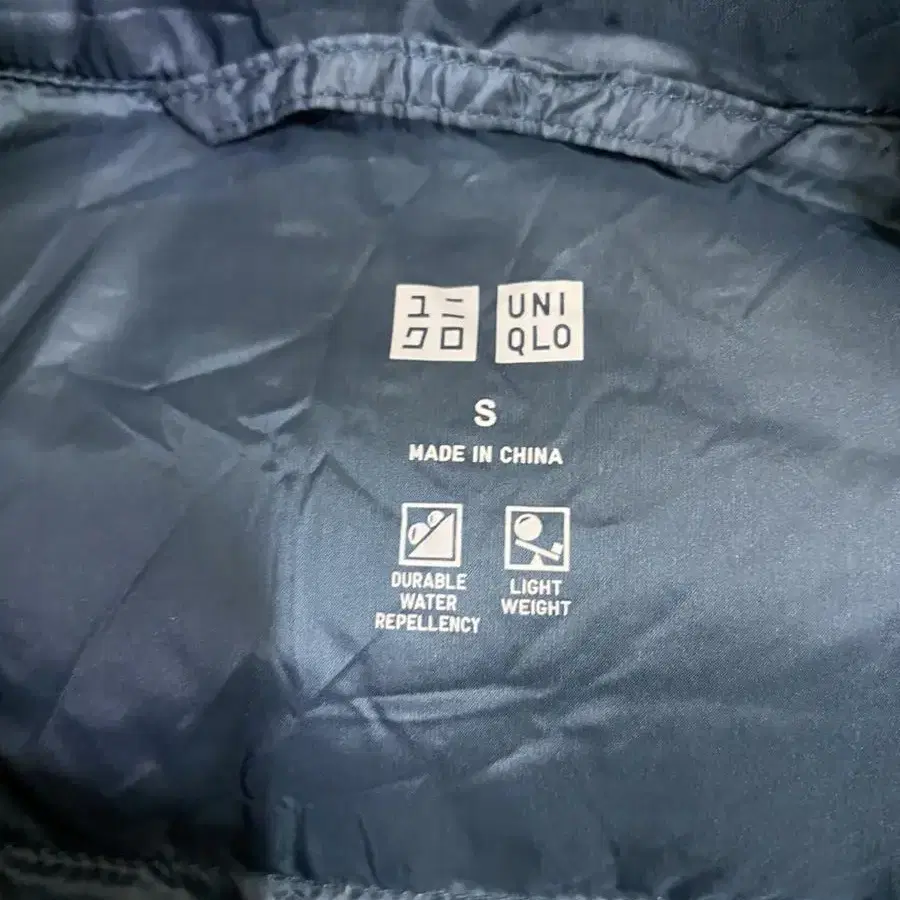 ユニ
クロ
UNI
QLO
S
MADE IN CHINA
DURABLE
WATER
REPELLENCY
LIGHT
WEIGHT